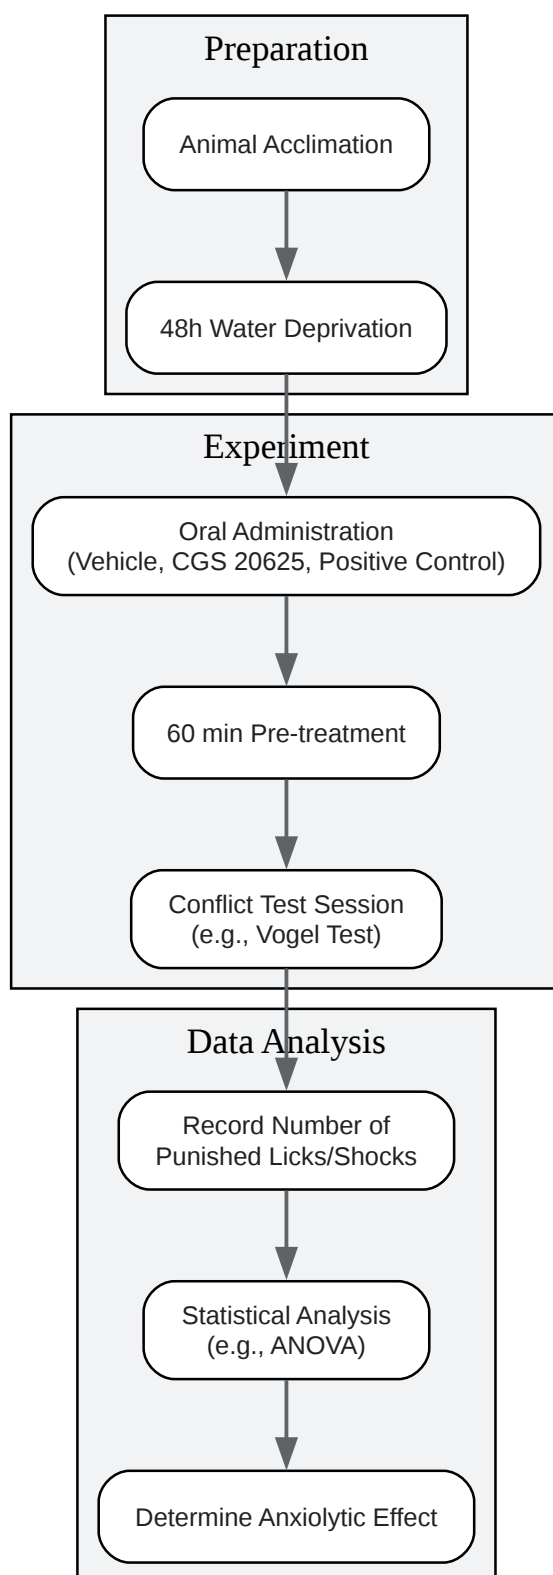 Preparation
Animal Acclimation
48h Water Deprivation
Experiment
Oral Administration
(Vehicle, CGS 20625, Positive Control)
60 min Pre-treatment
Conflict Test Session
(e.g., Vogel Test)
Data Analysis
Record Number of
Punished Licks/Shocks
Statistical Analysis
(e.g., ANOVA)
Determine Anxiolytic Effect